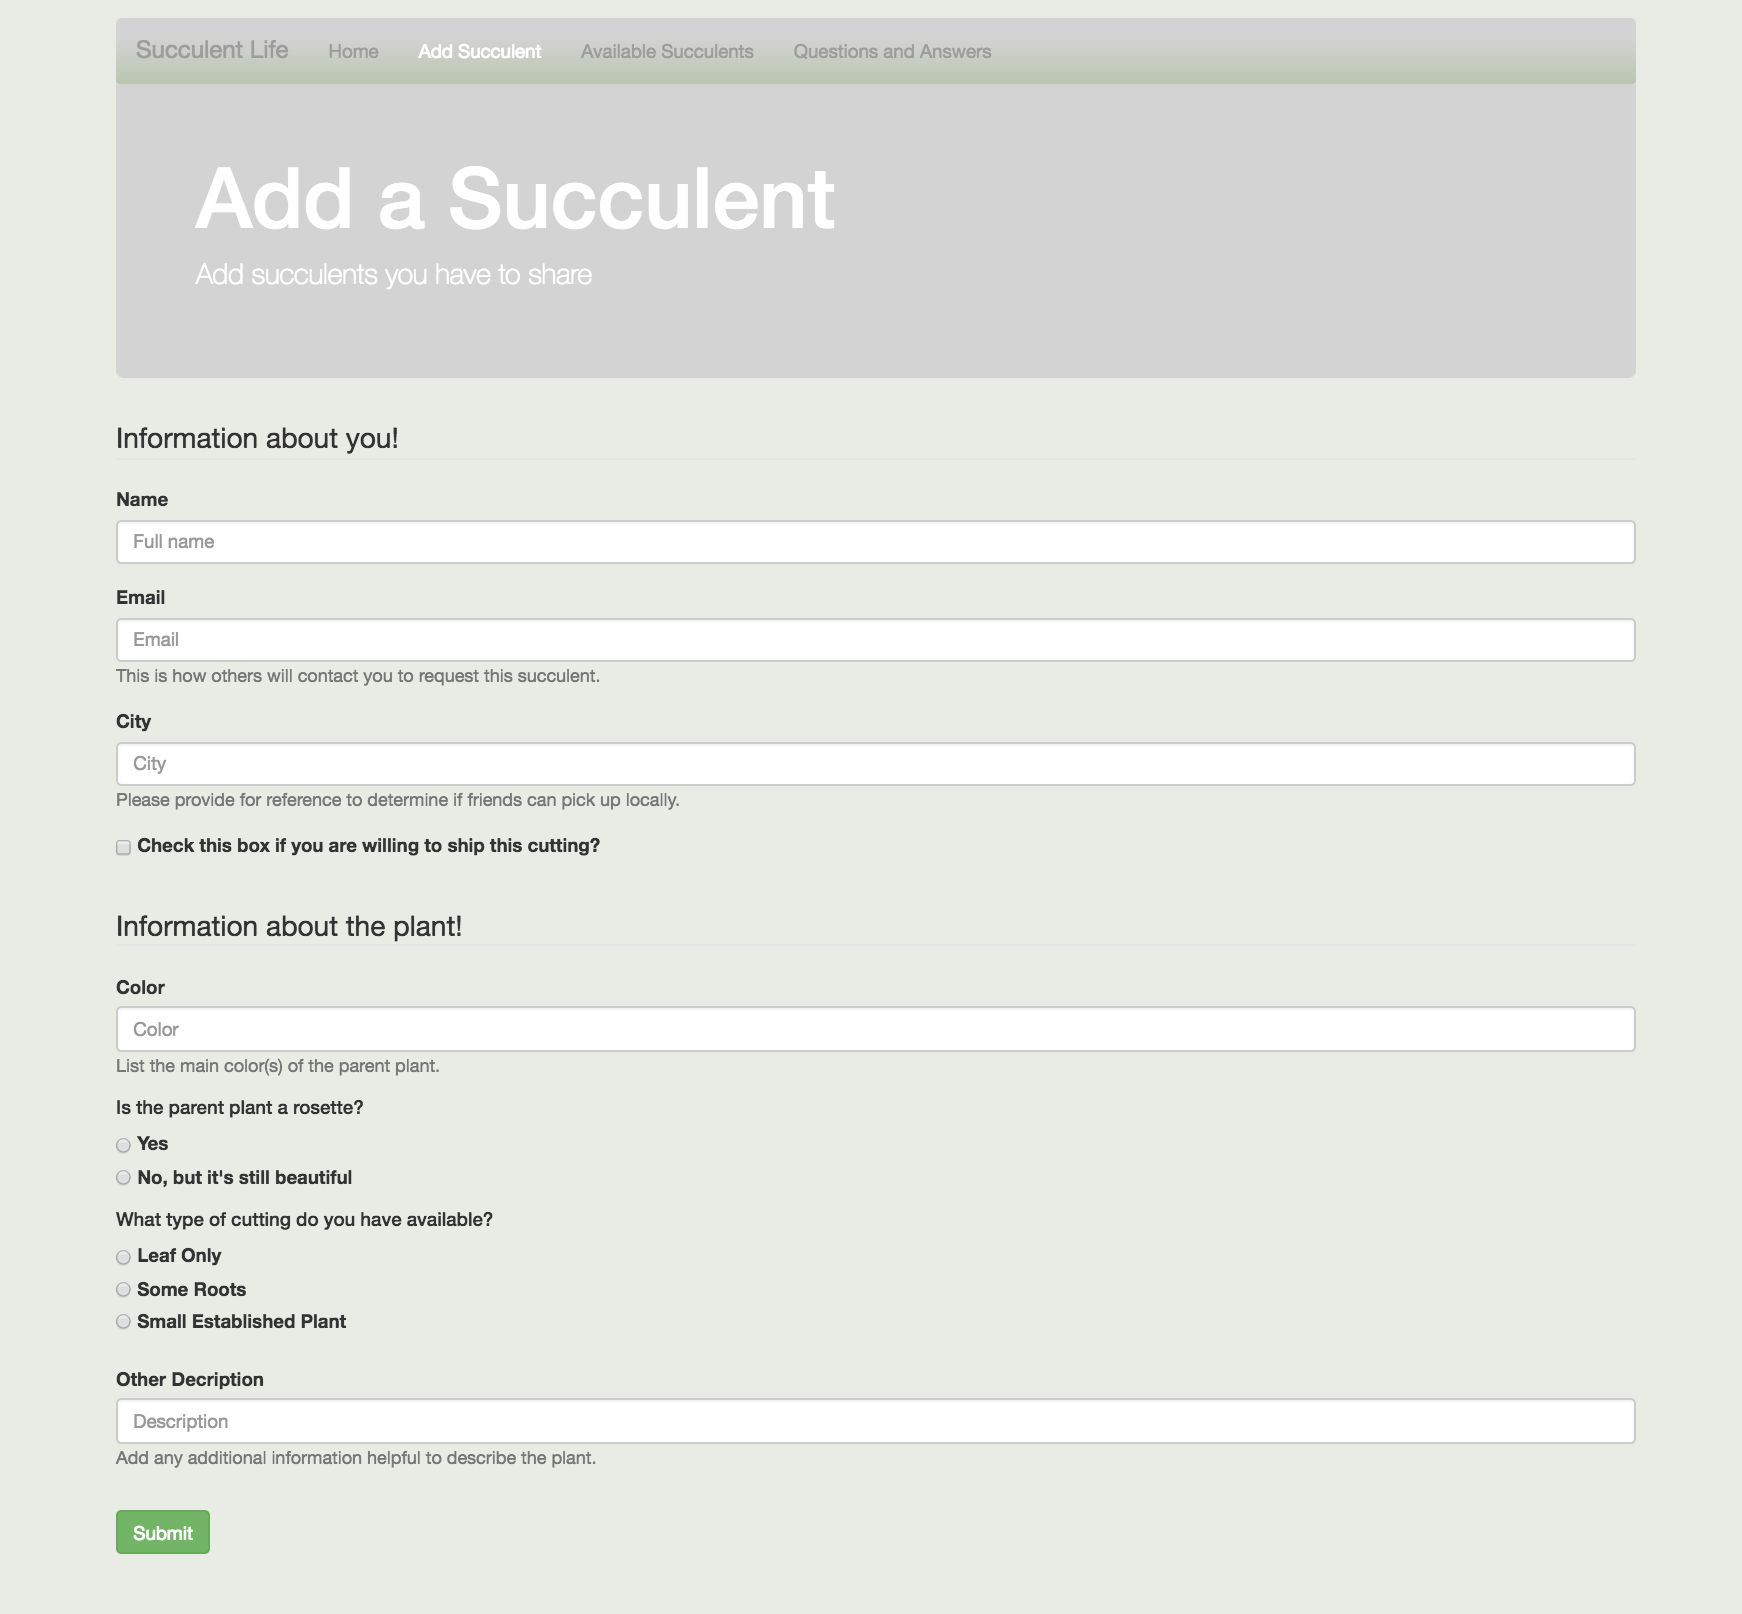 Succulent Life Home Add Succulent Available Succulents Questions and Answers
Add a Succulent
Add succulents you have to share
Information about you!
Name
Full name
Email
Email
This is how others will contact you to request this succulent.
City
City
Please provide for reference to determine if friends can pick up locally.
Check this box if you are willing to ship this cutting?
Information about the plant!
Color
Color
List the main color(s) of the parent plant.
Is the parent plant a rosette?
Yes
No, but it's still beautiful
What type of cutting do you have available?
Leaf Only
Some Roots
Small Established Plant
Other Decription
Description
Add any additional information helpful to describe the plant.
Submit